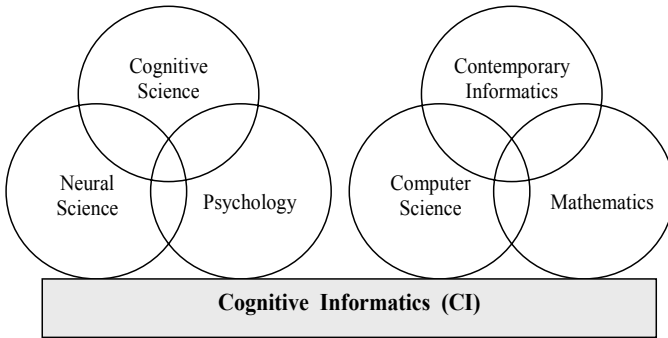 Cognitive
Science
Contemporary
Informatics
Neural
Science
Psychology
Computer
Science
Mathematics
Cognitive Informatics (CI)